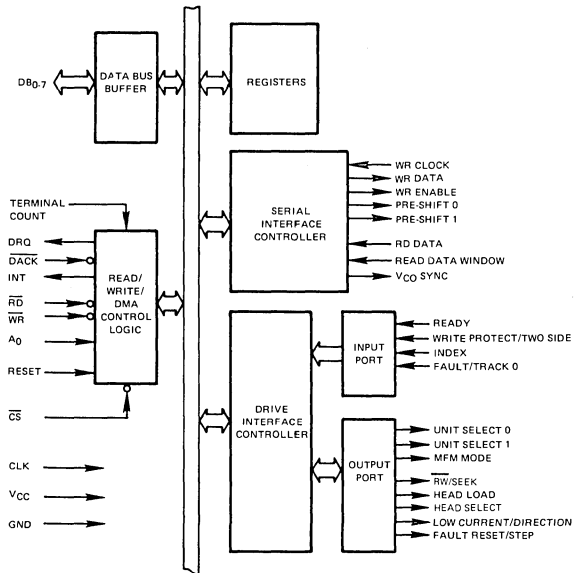 DB0-7
DATA BUS
BUFFER
REGISTERS
TERMINAL
COUNT
DRQ
DACK
INT
RD
WR
A0
RESET
CS
READ/
WRITE/
DMA
CONTROL
LOGIC
SERIAL
INTERFACE
CONTROLLER
WR CLOCK
WR DATA
WR ENABLE
PRE-SHIFT 0
PRE-SHIFT 1
RD DATA
READ DATA WINDOW
VCO SYNC
DRIVE
INTERFACE
CONTROLLER
INPUT
PORT
READY
WRITE PROTECT/TWO SIDE
INDEX
FAULT/TRACK 0
OUTPUT
PORT
UNIT SELECT 0
UNIT SELECT 1
MFM MODE
RW/SEEK
HEAD LOAD
HEAD SELECT
LOW CURRENT/DIRECTION
FAULT RESET/STEP
CLK
VCC
GND